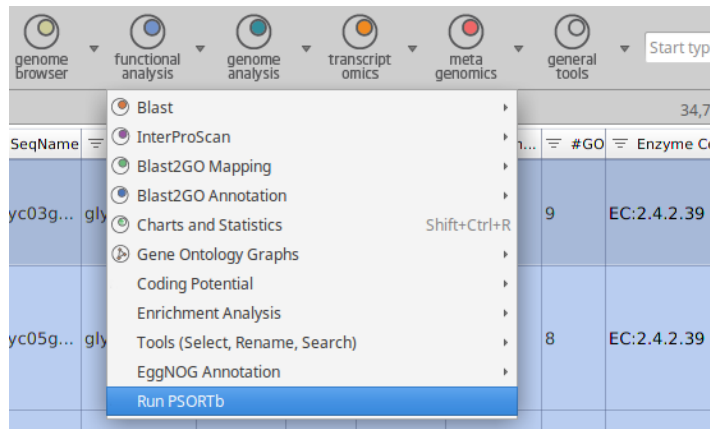 genome browser
functional analysis
genome analysis
transcript omics
meta genomics
general tools
Start typ
34,7
SeqName
#GO
Enzyme Co
Blast
InterProScan
Blast2GO Mapping
Blast2GO Annotation
Charts and Statistics Shift+Ctrl+R
Gene Ontology Graphs
Coding Potential
Enrichment Analysis
Tools (Select, Rename, Search)
EggNOG Annotation
Run PSORTb
yc03g... gly
9
EC:2.4.2.39
yc05g... gly
8
EC:2.4.2.39